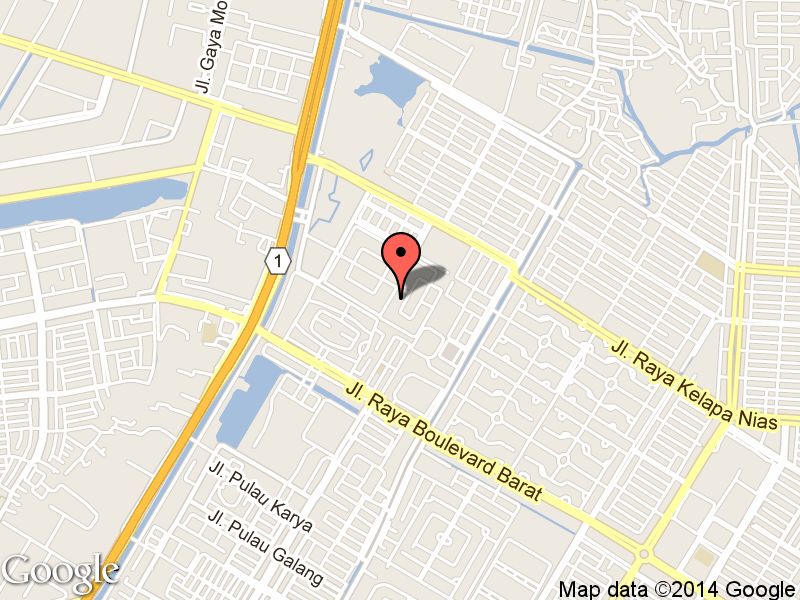 Jl. Gaya Mo
1
Jl. Raya Kelapa Nias
Jl. Raya Boulevard Barat
Jl. Pulau Karya
Jl. Pulau Galang
Google
Map data ©2014 Google